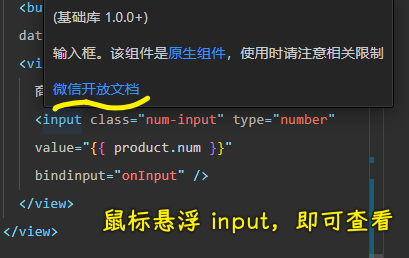 <bu
(基础库 1.0.0+)
dat
输入框。该组件是原生组件，使用时请注意相关限制
<vi
微信开放文档
<input class="num-input" type="number"
value="{{ product.num }}"
bindinput="onInput" />
</view>
鼠标悬浮 input，即可查看
</view>